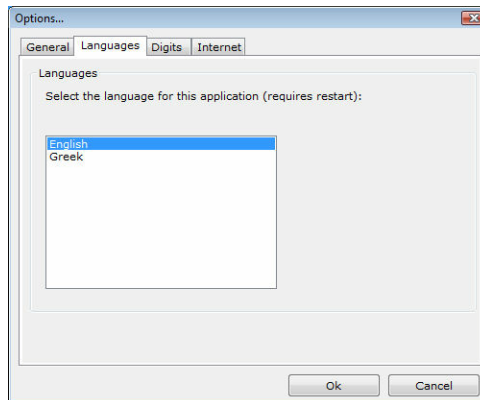 Options...
General Languages Digits Internet
Languages
Select the language for this application (requires restart):
English
Greek
Ok Cancel